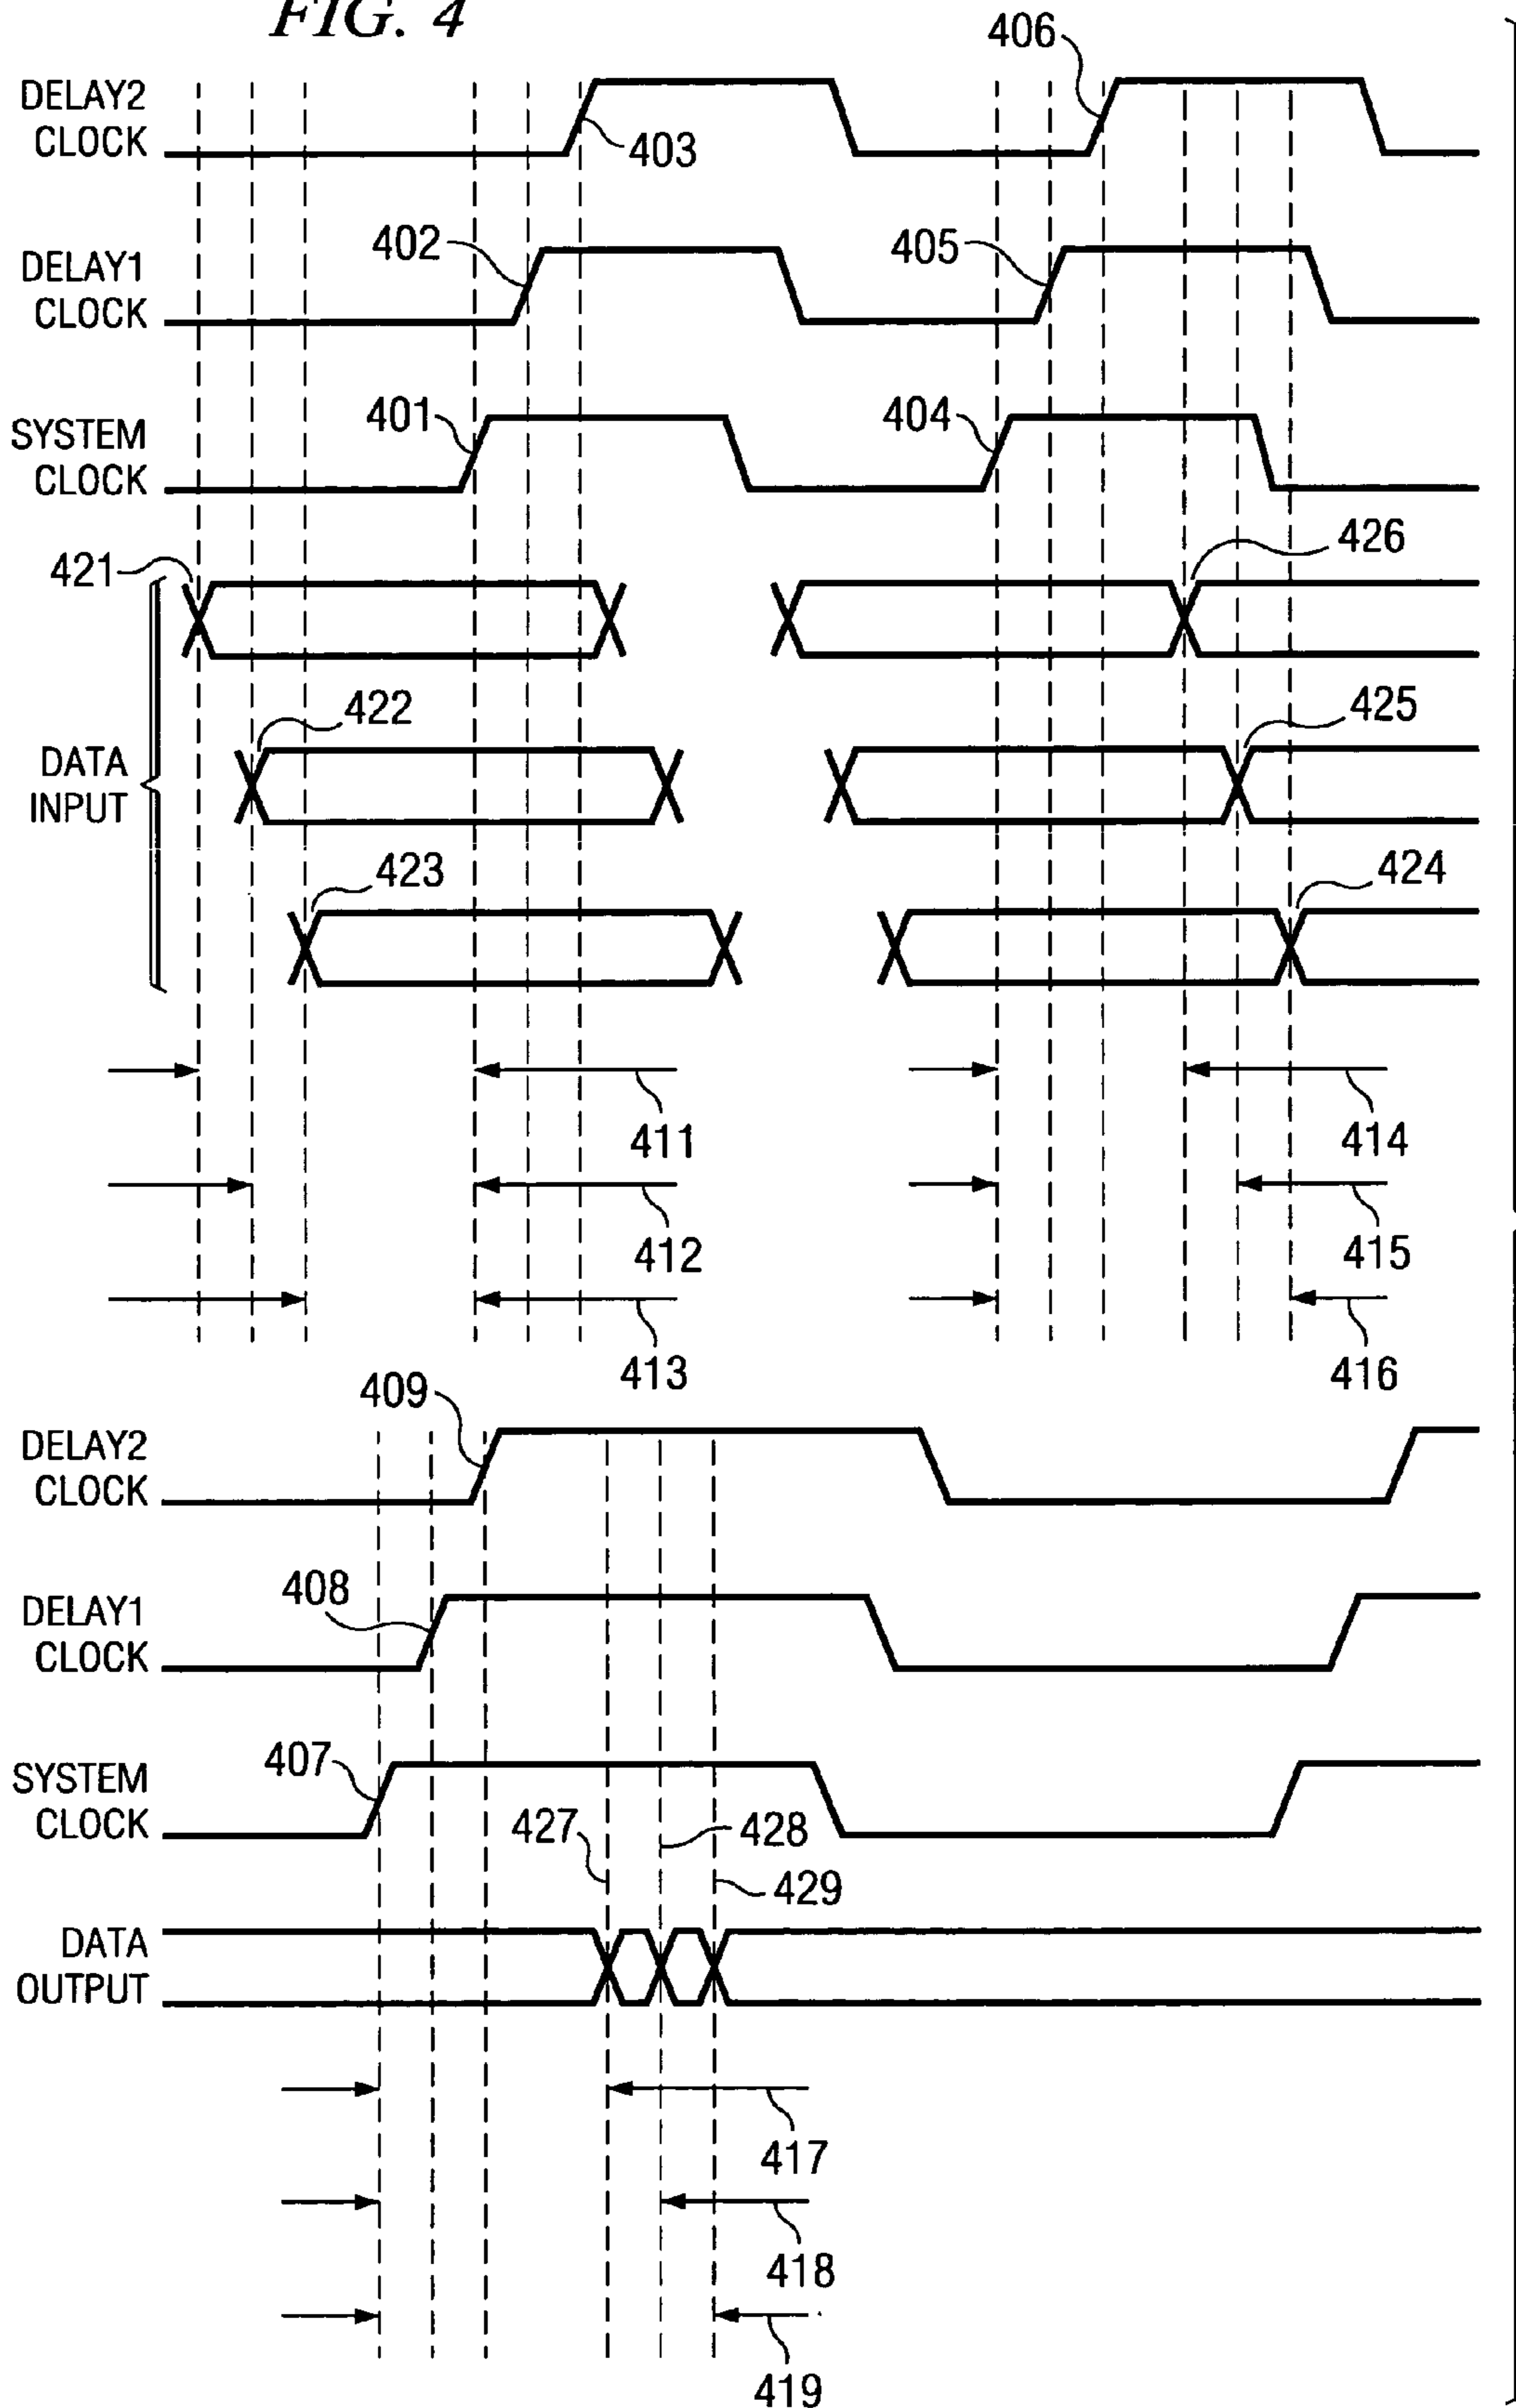 FIG. 4
406
DELAY2
CLOCK
403
402
405
DELAY1
CLOCK
401
404
SYSTEM
CLOCK
421
426
422
425
DATA
INPUT
423
424
411
414
412
415
413
416
409
DELAY2
CLOCK
408
DELAY1
CLOCK
407
SYSTEM
CLOCK
427
428
429
DATA
OUTPUT
417
418
419